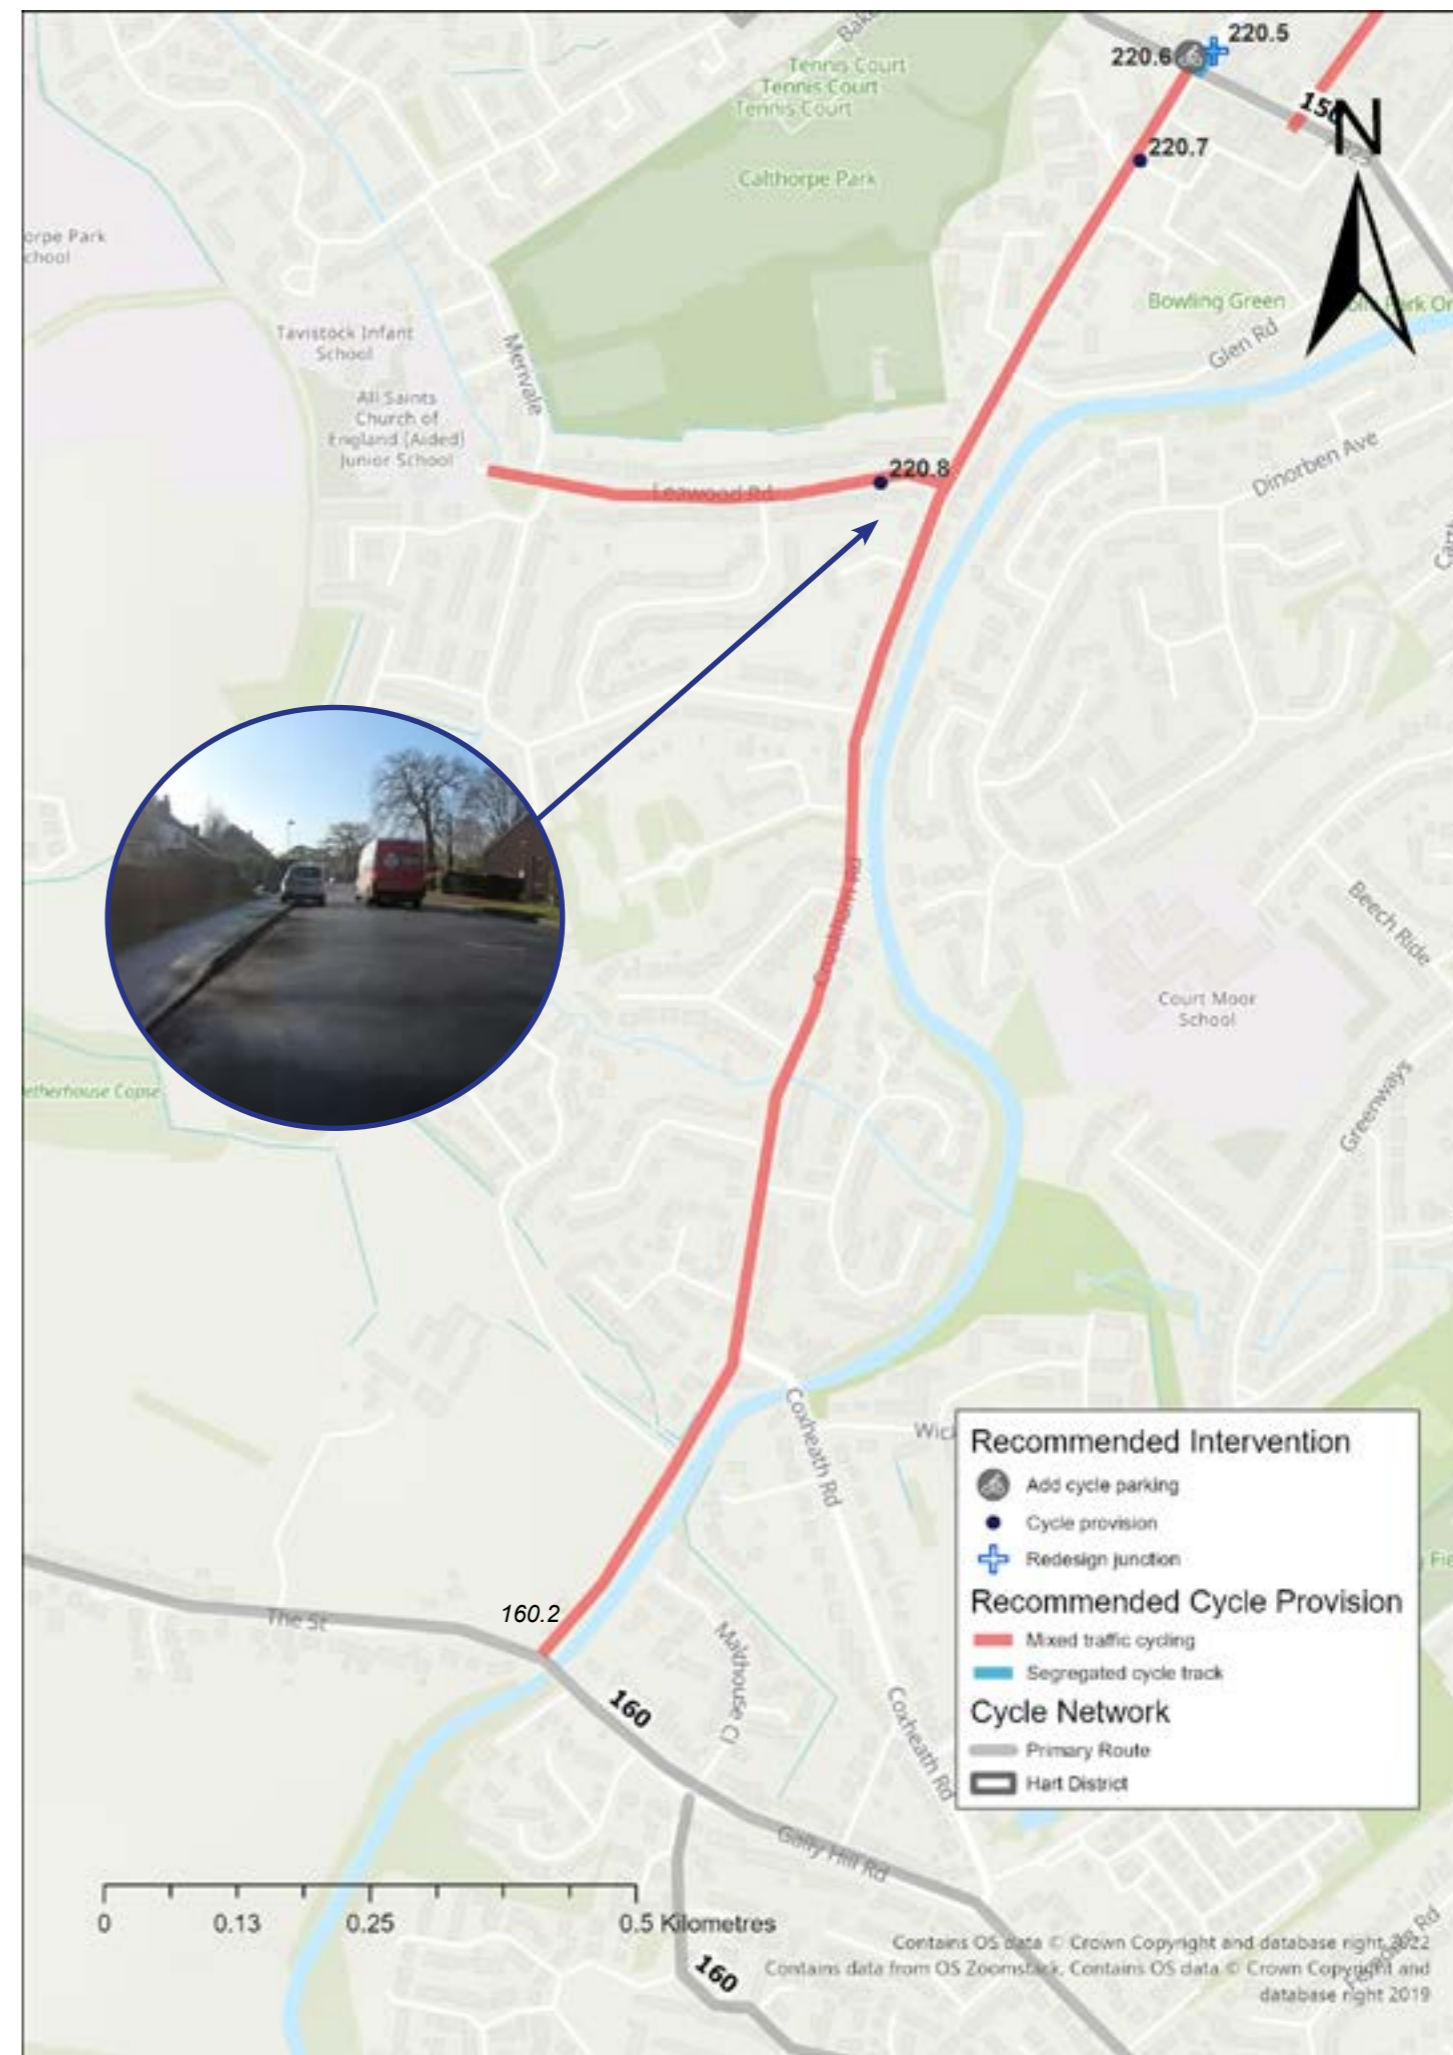 220.5
220.6
220.7
Tennis Court
Tennis Court
Tennis Court
N
Calthorpe Park
Bowling Green
Glen Rd
Tavistock Infant
School
Merivale
All Saints
Church of
England (Aided)
Junior School
220.8
Leawood Rd
Dinorben Ave
Crookham Rd
Beech Ride
Court Moor
School
Greenways
Coxheath Rd
160.2
The St
Malthouse Cl
160
Coxheath Rd
Gally Hill Rd
160
Recommended Intervention
Add cycle parking
Cycle provision
Redesign junction
Recommended Cycle Provision
Mixed traffic cycling
Segregated cycle track
Cycle Network
Primary Route
Hart District
0 0.13 0.25 0.5 Kilometres
Contains OS data © Crown Copyright and database right 2022
Contains data from OS Zoomstack, Contains OS data © Crown Copyright and
database right 2019